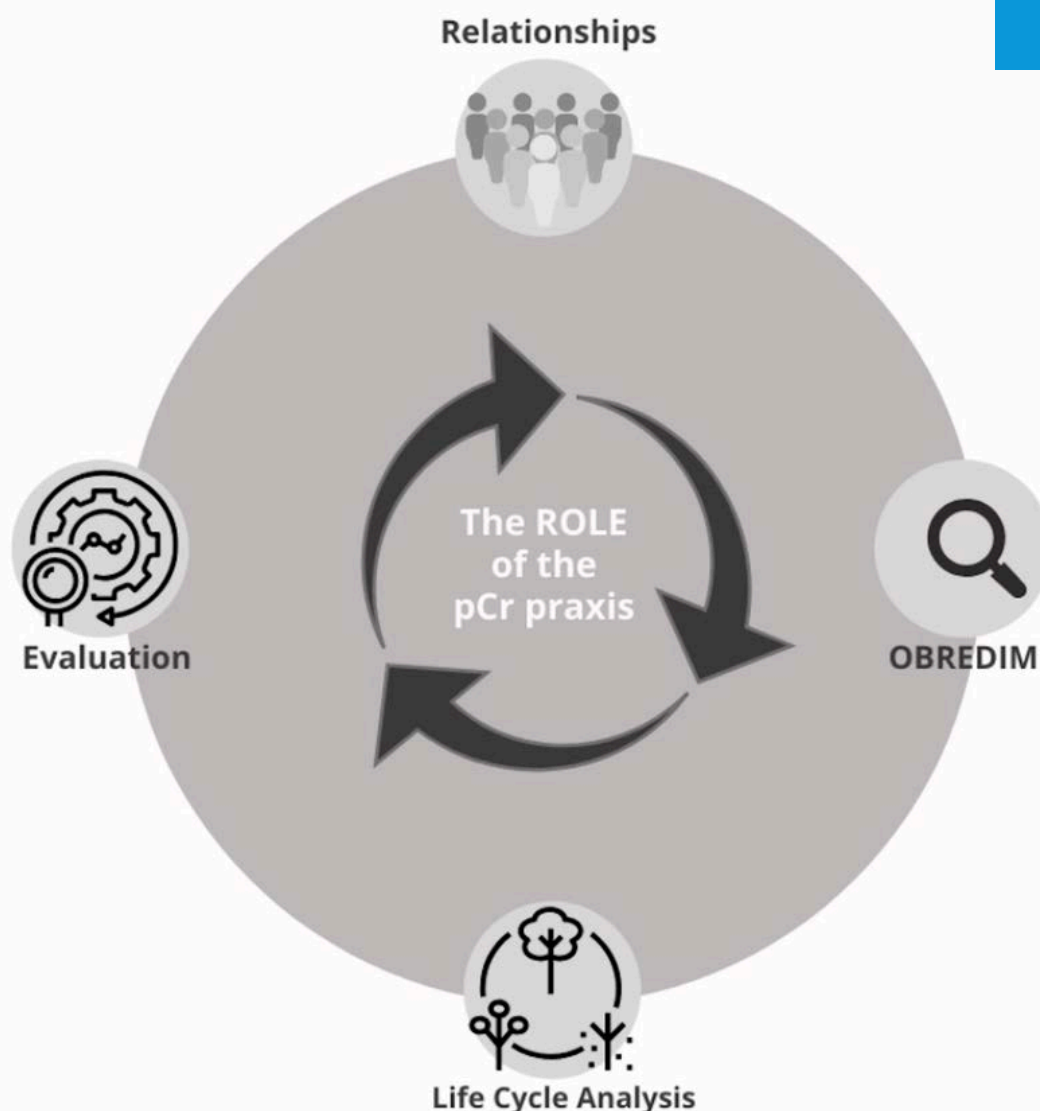 Relationships
The ROLE
of the
pCr praxis
Evaluation
OBREDIM
Life Cycle Analysis